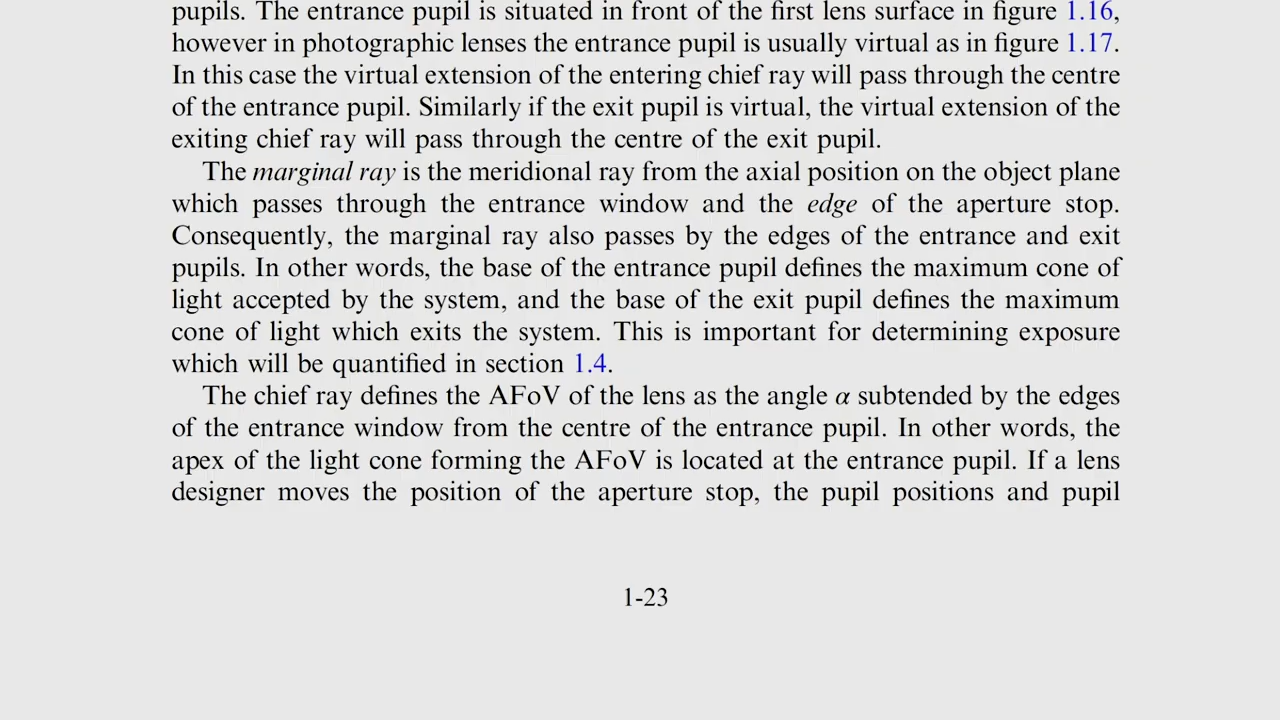 pupils. The entrance pupil is situated in front of the first lens surface in figure 1.16,
however in photographic lenses the entrance pupil is usually virtual as in figure 1.17.
In this case the virtual extension of the entering chief ray will pass through the centre
of the entrance pupil. Similarly if the exit pupil is virtual, the virtual extension of the
exiting chief ray will pass through the centre of the exit pupil.
The marginal ray is the meridional ray from the axial position on the object plane
which passes through the entrance window and the edge of the aperture stop.
Consequently, the marginal ray also passes by the edges of the entrance and exit
pupils. In other words, the base of the entrance pupil defines the maximum cone of
light accepted by the system, and the base of the exit pupil defines the maximum
cone of light which exits the system. This is important for determining exposure
which will be quantified in section 1.4.
The chief ray defines the AFoV of the lens as the angle α subtended by the edges
of the entrance window from the centre of the entrance pupil. In other words, the
apex of the light cone forming the AFoV is located at the entrance pupil. If a lens
designer moves the position of the aperture stop, the pupil positions and pupil
1-23